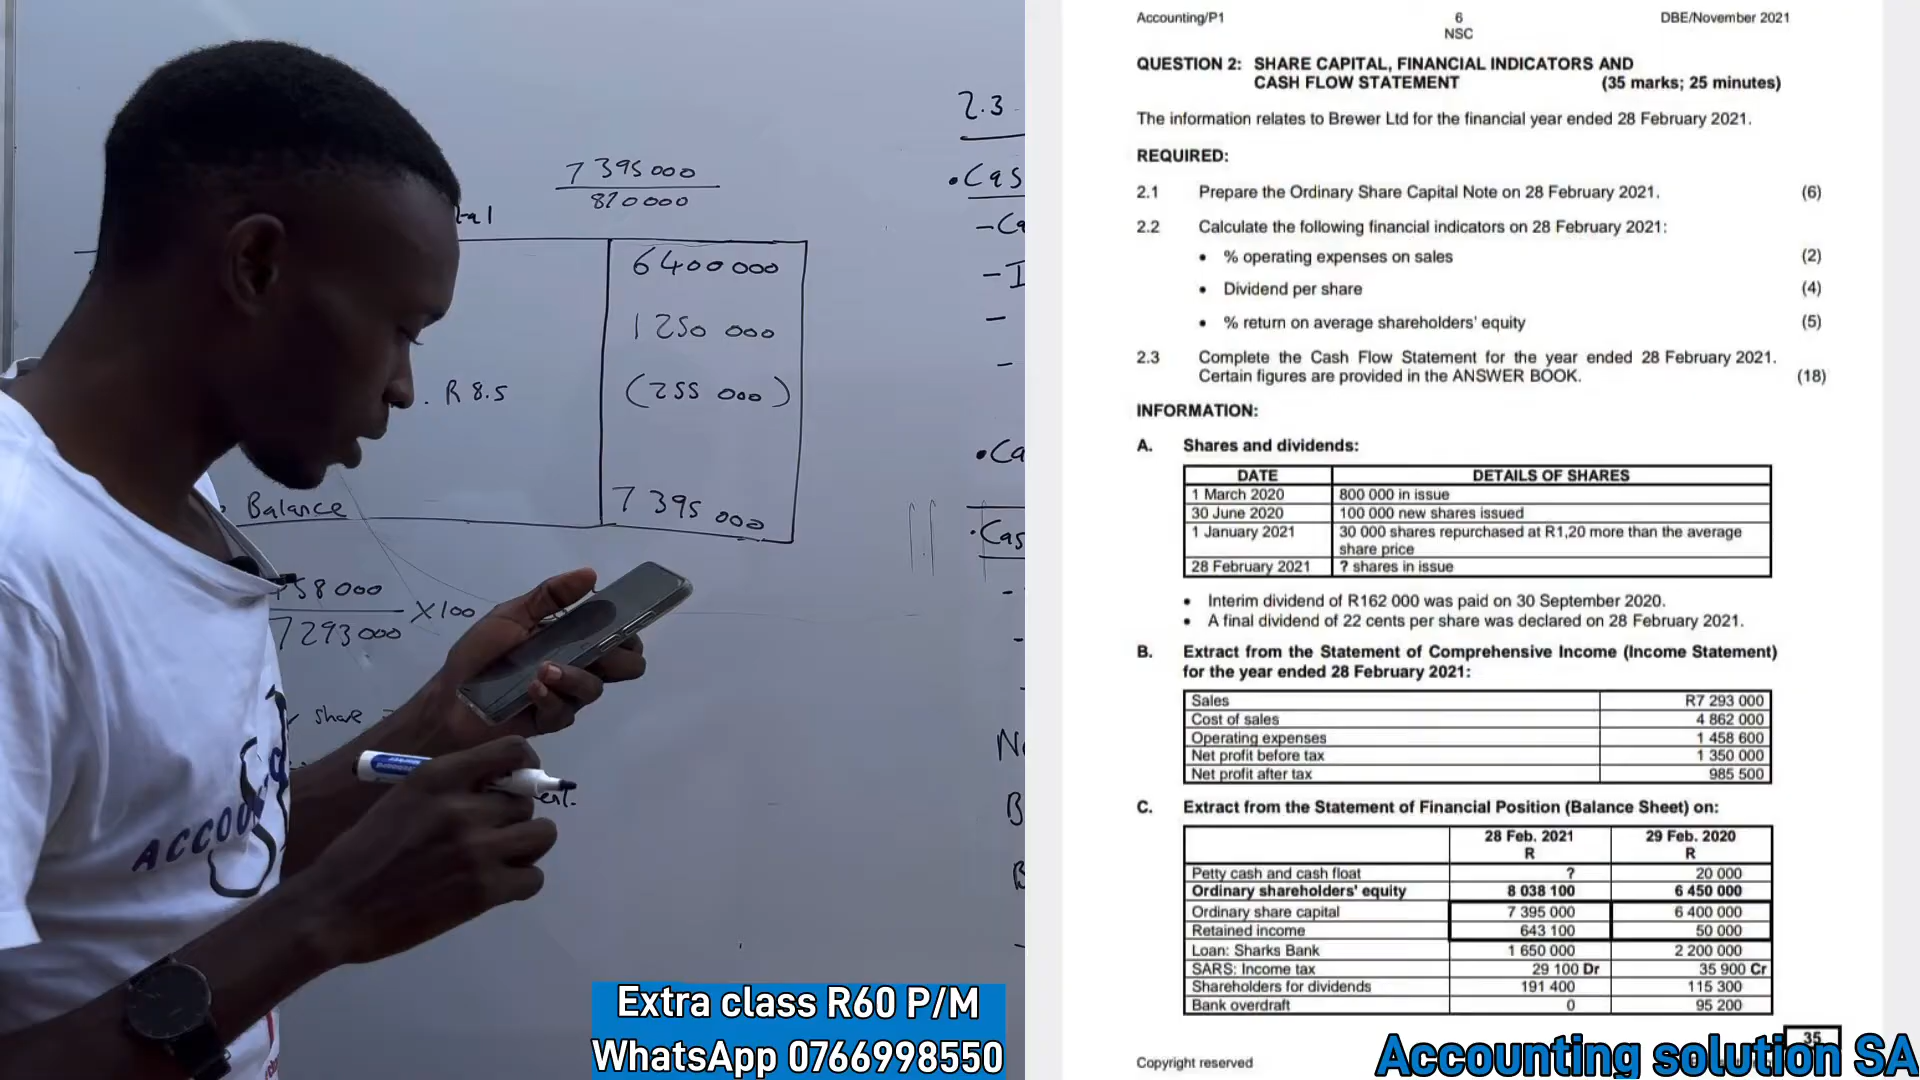 7 395 000
870000
6400 000
1 250 000
. R 8.5
(255 000)
Balance
7 395 000
58 000
7 293 000
X 100
share
ACCOU
2.3
• Cas
- Ca
- I
•Ca
•Cas
Extra class R60 P/M
WhatsApp 0766998550
Accounting/P1
6
NSC
DBE/November 2021
QUESTION 2: SHARE CAPITAL, FINANCIAL INDICATORS AND
CASH FLOW STATEMENT (35 marks; 25 minutes)
The information relates to Brewer Ltd for the financial year ended 28 February 2021.
REQUIRED:
2.1 Prepare the Ordinary Share Capital Note on 28 February 2021. (6)
2.2 Calculate the following financial indicators on 28 February 2021:
• % operating expenses on sales (2)
• Dividend per share (4)
• % return on average shareholders' equity (5)
2.3 Complete the Cash Flow Statement for the year ended 28 February 2021.
Certain figures are provided in the ANSWER BOOK. (18)
INFORMATION:
A. Shares and dividends:
DATE DETAILS OF SHARES
1 March 2020 800 000 in issue
30 June 2020 100 000 new shares issued
1 January 2021 30 000 shares repurchased at R1,20 more than the average
share price
28 February 2021 ? shares in issue
• Interim dividend of R162 000 was paid on 30 September 2020.
• A final dividend of 22 cents per share was declared on 28 February 2021.
B. Extract from the Statement of Comprehensive Income (Income Statement)
for the year ended 28 February 2021:
Sales R7 293 000
Cost of sales 4 862 000
Operating expenses 1 458 600
Net profit before tax 1 350 000
Net profit after tax 985 500
C. Extract from the Statement of Financial Position (Balance Sheet) on:
28 Feb. 2021 29 Feb. 2020
R R
Petty cash and cash float ? 20 000
Ordinary shareholders' equity 8 038 100 6 450 000
Ordinary share capital 7 395 000 6 400 000
Retained income 643 100 50 000
Loan: Sharks Bank 1 650 000 2 200 000
SARS: Income tax 29 100 Dr 35 900 Cr
Shareholders for dividends 191 400 115 300
Bank overdraft 0 95 200
35
Copyright reserved
Accounting solution SA